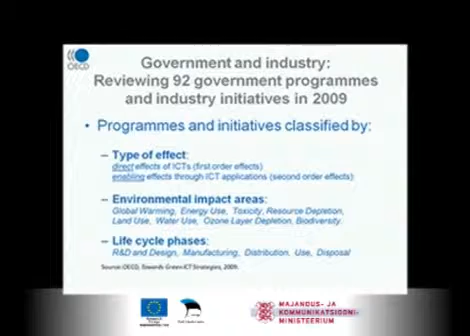 OECD
Government and industry:
Reviewing 92 government programmes
and industry initiatives in 2009
• Programmes and initiatives classified by:
– Type of effect:
direct effects of ICTs (first order effects)
enabling effects through ICT applications (second order effects)
– Environmental impact areas:
Global Warming, Energy Use, Toxicity, Resource Depletion,
Land Use, Water Use, Ozone Layer Depletion, Biodiversity.
– Life cycle phases:
R&D and Design, Manufacturing, Distribution, Use, Disposal
Source: OECD, Towards Green ICT Strategies, 2009.
MAJANDUS- JA
KOMMUNIKATSIOONI-
MINISTEERIUM